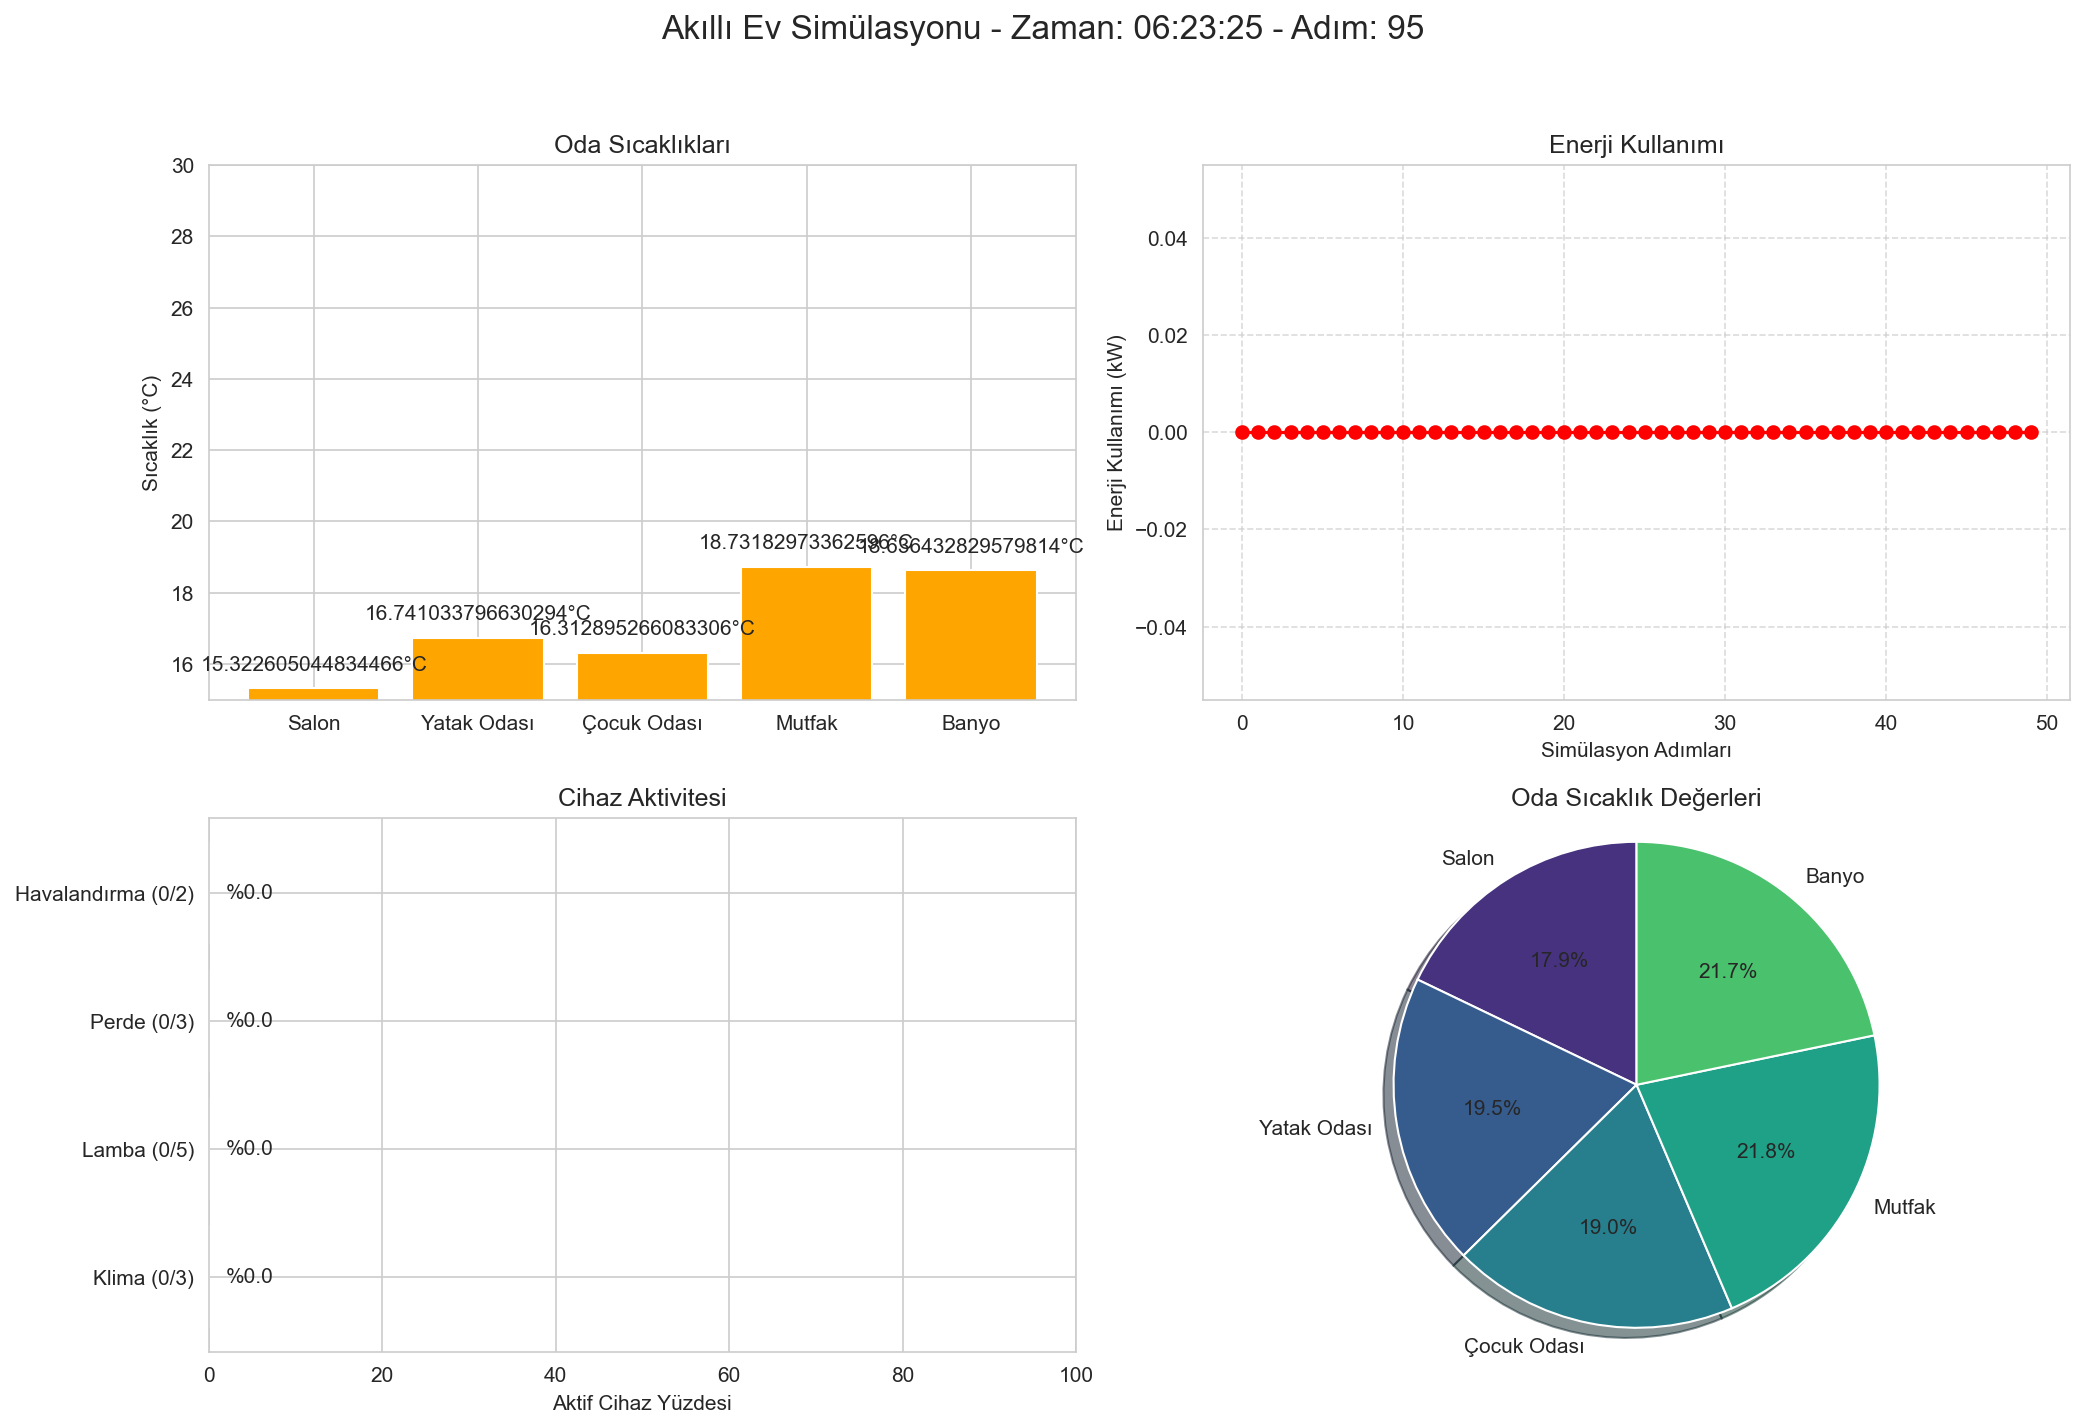 Akıllı Ev Simülasyonu - Zaman: 06:23:25 - Adım: 95
Oda Sıcaklıkları
30
28
26
24
22
20
18
16
Sıcaklık (°C)
15.322605044834466°C
16.741033796630294°C
16.312895266083306°C
18.73182973362596°C
18.636432829579814°C
Salon
Yatak Odası
Çocuk Odası
Mutfak
Banyo
Enerji Kullanımı
0.04
0.02
0.00
−0.02
−0.04
Enerji Kullanımı (kW)
0
10
20
30
40
50
Simülasyon Adımları
Cihaz Aktivitesi
Havalandırma (0/2)
%0.0
Perde (0/3)
%0.0
Lamba (0/5)
%0.0
Klima (0/3)
%0.0
0
20
40
60
80
100
Aktif Cihaz Yüzdesi
Oda Sıcaklık Değerleri
Salon
17.9%
Yatak Odası
19.5%
Çocuk Odası
19.0%
Mutfak
21.8%
Banyo
21.7%